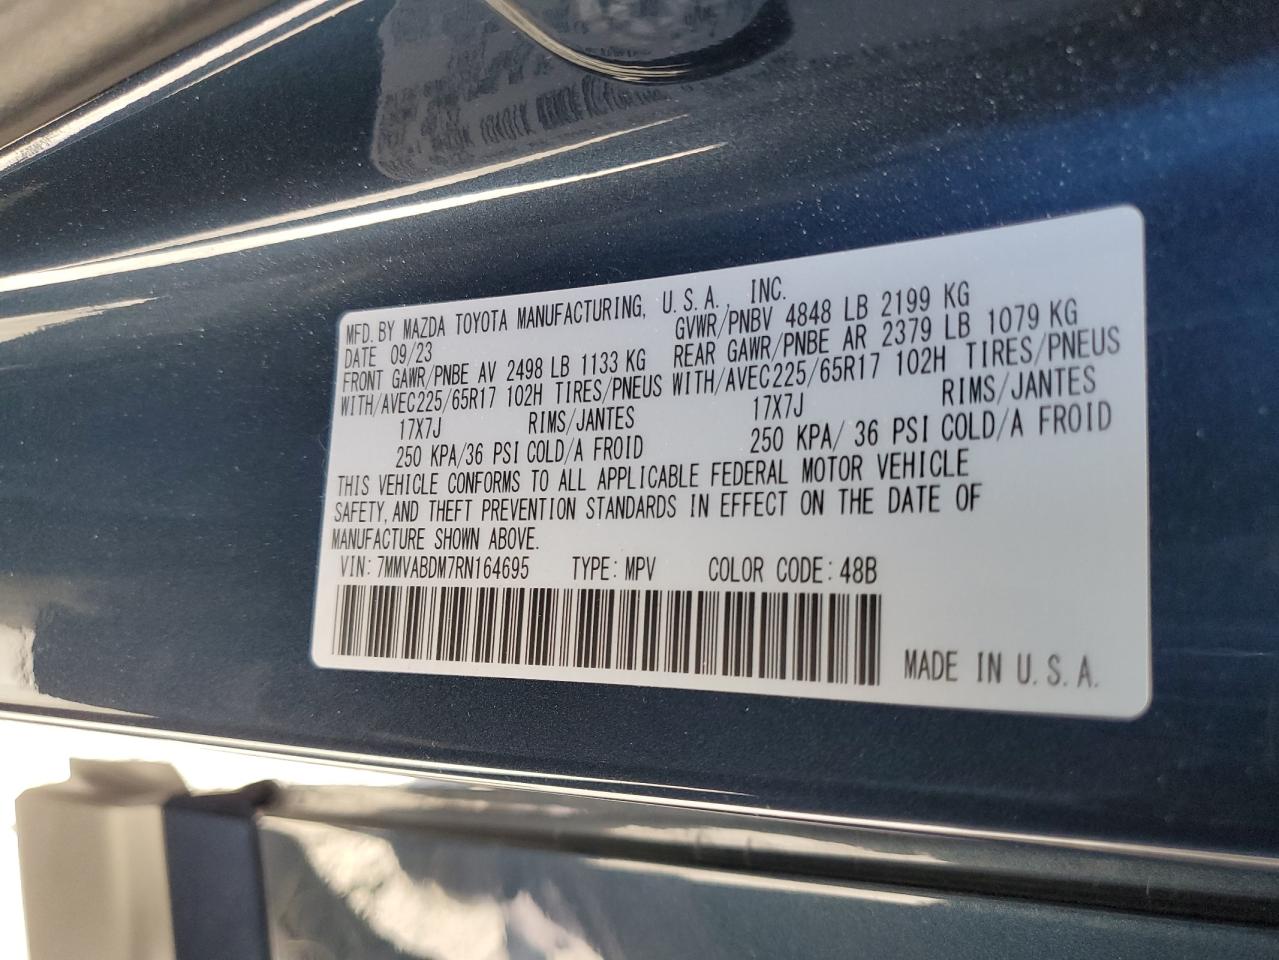 MFD. BY MAZDA TOYOTA MANUFACTURING, U.S.A., INC.
DATE 09/23 GVWR/PNBV 4848 LB 2199 KG
FRONT GAWR/PNBE AV 2498 LB 1133 KG REAR GAWR/PNBE AR 2379 LB 1079 KG
WITH/AVEC225/65R17 102H TIRES/PNEUS WITH/AVEC225/65R17 102H TIRES/PNEUS
17X7J RIMS/JANTES 17X7J RIMS/JANTES
250 KPA/36 PSI COLD/A FROID 250 KPA/ 36 PSI COLD/A FROID
THIS VEHICLE CONFORMS TO ALL APPLICABLE FEDERAL MOTOR VEHICLE
SAFETY, AND THEFT PREVENTION STANDARDS IN EFFECT ON THE DATE OF
MANUFACTURE SHOWN ABOVE.
VIN: 7MMVABDM7RN164695 TYPE: MPV COLOR CODE: 48B
MADE IN U.S.A.